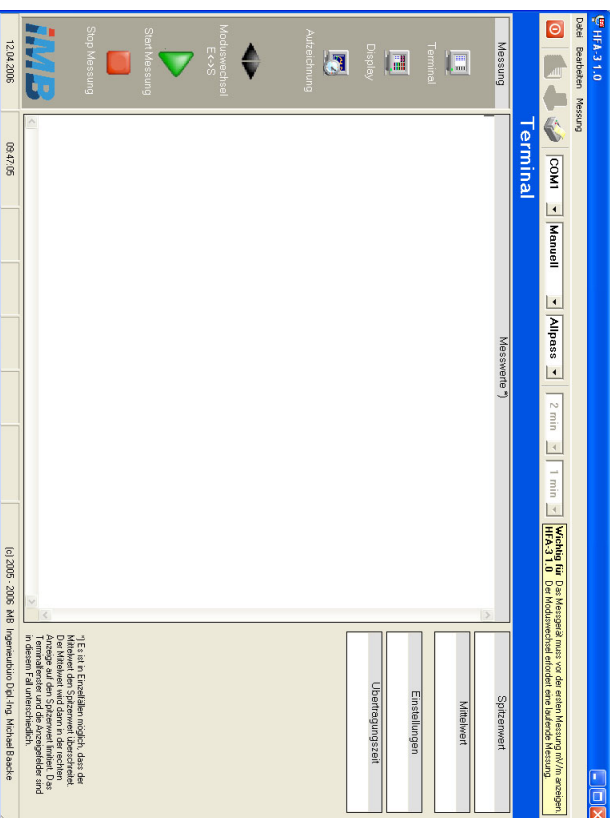 HFA-3 1.0
Datei Bearbeiten Messung
COM1 Manuell Allpass 2 min 1 min
Wichtig für Das Messgerät muss vor der ersten Messung mV/m anzeigen.
HFA-3 1.0 Der Moduswechsel erfordert eine laufende Messung.
Terminal
Messung
Terminal
Display
Aufzeichnung
Moduswechsel
E<->S
Start Messung
Stop Messung
iMB
Messwerte *)
Spitzenwert
Mittelwert
Einstellungen
Übertragungszeit
*) Es ist in Einzelfällen möglich, dass der
Mittelwert den Spitzenwert überschreitet.
Der Mittelwert wird dann in der rechten
Anzeige auf den Spitzenwert limitiert. Das
Terminalfenster und die Anzeigefelder sind
in diesem Fall unterschiedlich.
12.04.2006 09:47:05 (c) 2005 - 2006 iMB Ingenieurbüro Dipl.-Ing. Michael Baacke